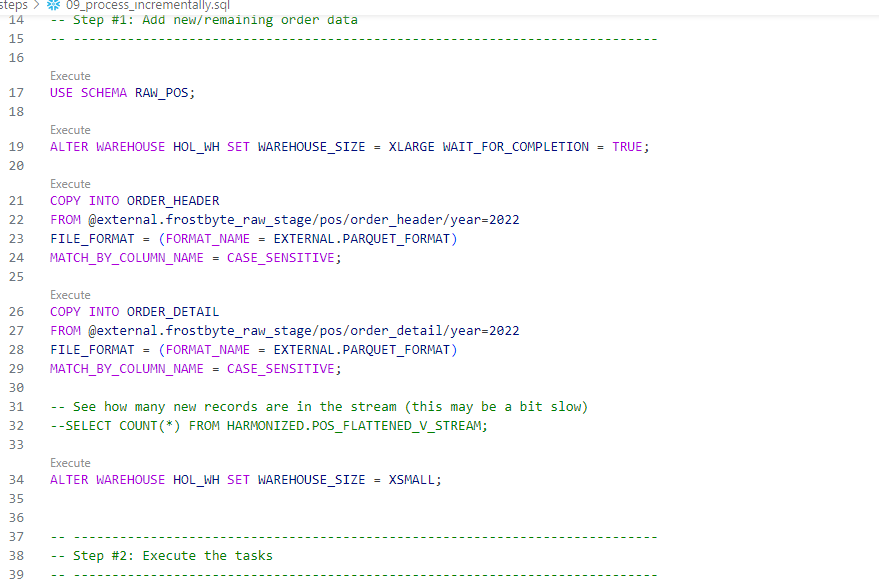 steps > 09_process_incrementally.sql
14 -- Step #1: Add new/remaining order data
15 -- ----------------------------------------------------------------------------
16
Execute
17 USE SCHEMA RAW_POS;
18
Execute
19 ALTER WAREHOUSE HOL_WH SET WAREHOUSE_SIZE = XLARGE WAIT_FOR_COMPLETION = TRUE;
20
Execute
21 COPY INTO ORDER_HEADER
22 FROM @external.frostbyte_raw_stage/pos/order_header/year=2022
23 FILE_FORMAT = (FORMAT_NAME = EXTERNAL.PARQUET_FORMAT)
24 MATCH_BY_COLUMN_NAME = CASE_SENSITIVE;
25
Execute
26 COPY INTO ORDER_DETAIL
27 FROM @external.frostbyte_raw_stage/pos/order_detail/year=2022
28 FILE_FORMAT = (FORMAT_NAME = EXTERNAL.PARQUET_FORMAT)
29 MATCH_BY_COLUMN_NAME = CASE_SENSITIVE;
30
31 -- See how many new records are in the stream (this may be a bit slow)
32 --SELECT COUNT(*) FROM HARMONIZED.POS_FLATTENED_V_STREAM;
33
Execute
34 ALTER WAREHOUSE HOL_WH SET WAREHOUSE_SIZE = XSMALL;
35
36
37 -- ----------------------------------------------------------------------------
38 -- Step #2: Execute the tasks
39 -- ----------------------------------------------------------------------------